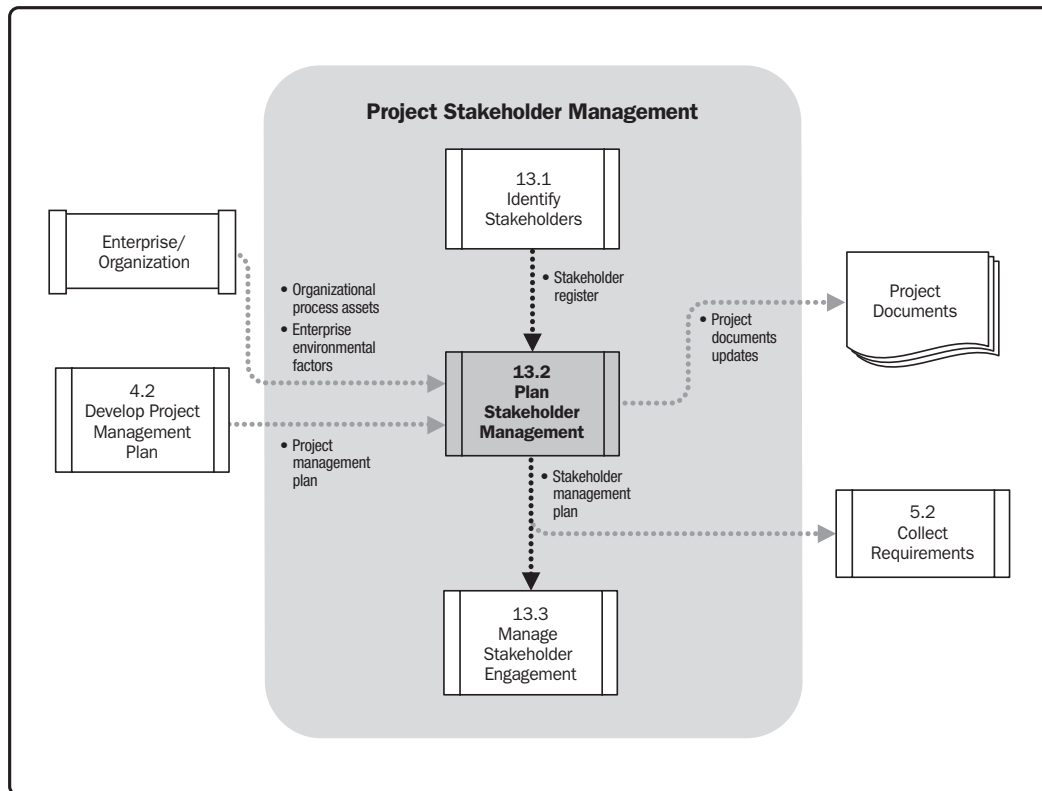 Project Stakeholder Management
13.1
Identify
Stakeholders
Enterprise/
Organization
• Organizational
process assets
• Enterprise
environmental
factors
• Stakeholder
register
• Project
documents
updates
Project
Documents
4.2
Develop Project
Management
Plan
• Project
management
plan
13.2
Plan
Stakeholder
Management
• Stakeholder
management
plan
5.2
Collect
Requirements
13.3
Manage
Stakeholder
Engagement